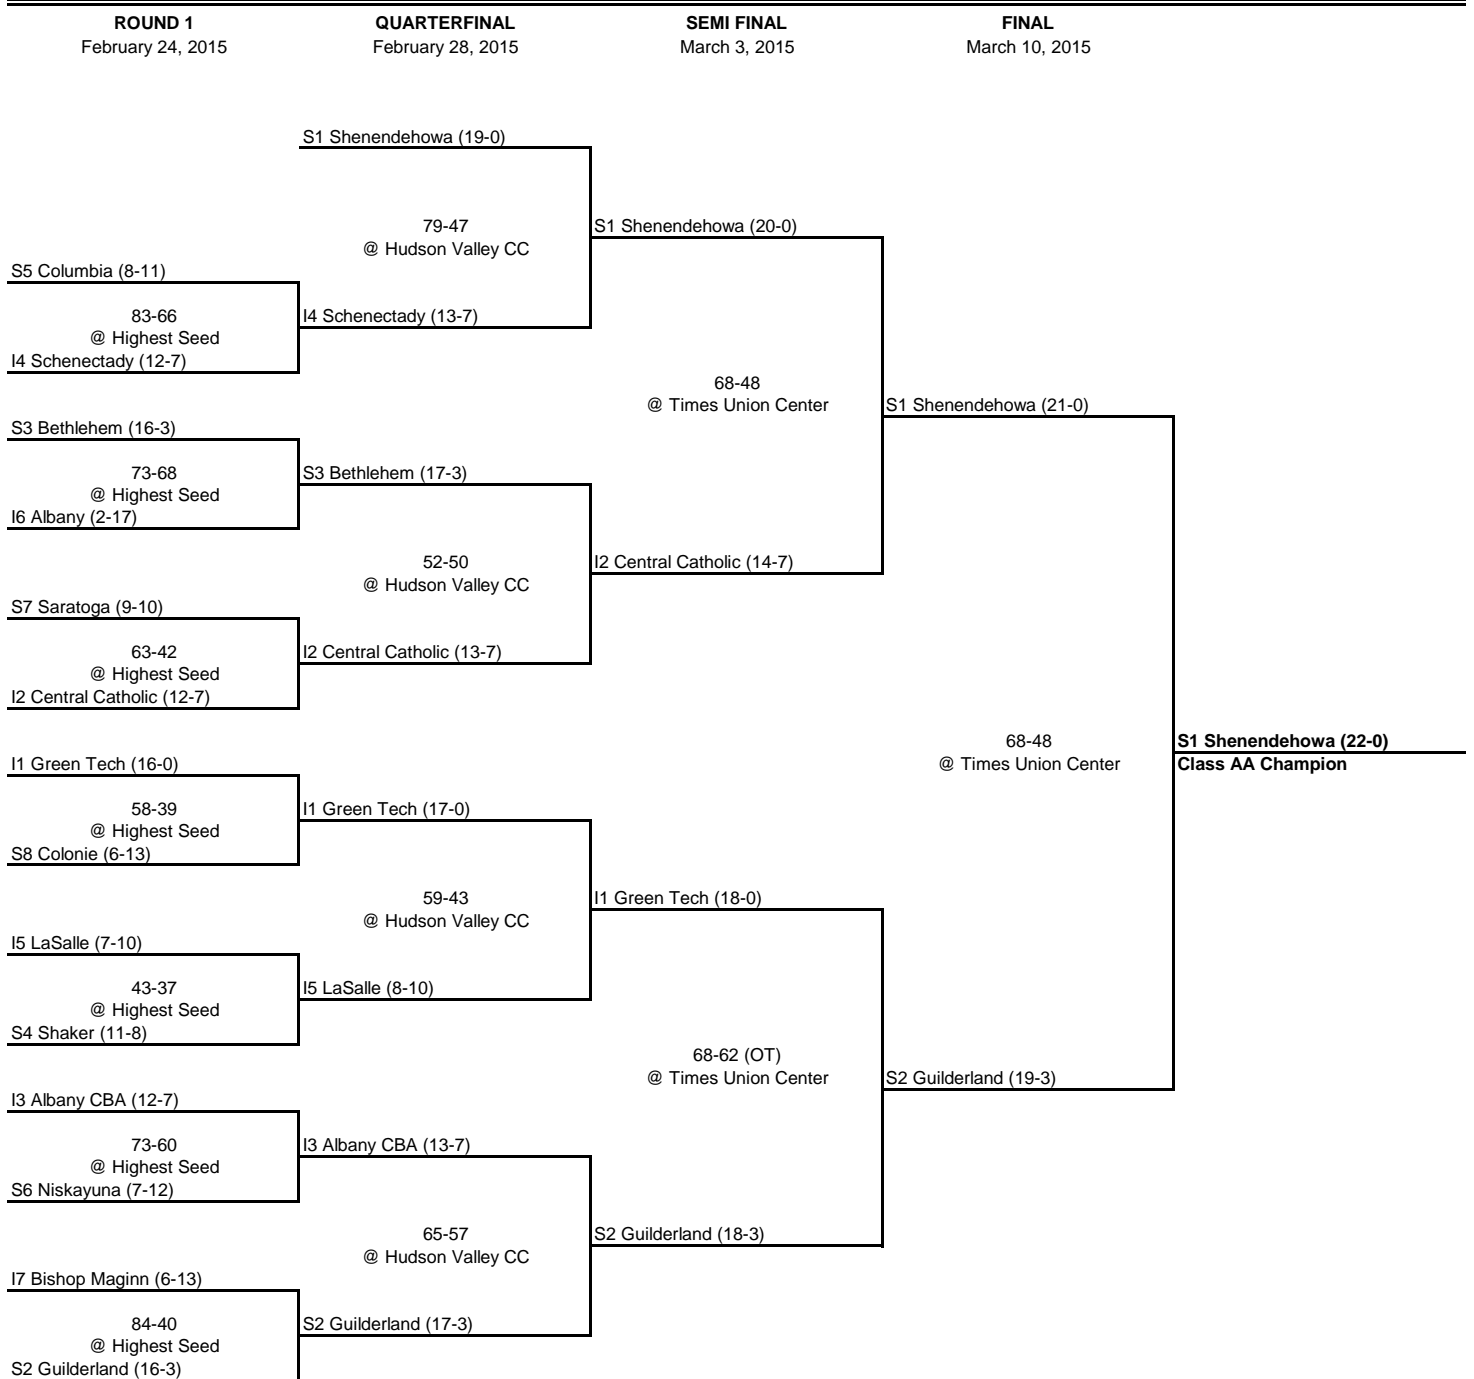 ROUND 1
February 24, 2015
QUARTERFINAL
February 28, 2015
SEMI FINAL
March 3, 2015
FINAL
March 10, 2015
S1 Shenendehowa (19-0)
79-47
@ Hudson Valley CC
S1 Shenendehowa (20-0)
S5 Columbia (8-11)
83-66
@ Highest Seed
I4 Schenectady (12-7)
I4 Schenectady (13-7)
68-48
@ Times Union Center
S1 Shenendehowa (21-0)
S3 Bethlehem (16-3)
73-68
@ Highest Seed
I6 Albany (2-17)
S3 Bethlehem (17-3)
52-50
@ Hudson Valley CC
I2 Central Catholic (14-7)
S7 Saratoga (9-10)
63-42
@ Highest Seed
I2 Central Catholic (12-7)
I2 Central Catholic (13-7)
68-48
@ Times Union Center
S1 Shenendehowa (22-0)
Class AA Champion
I1 Green Tech (16-0)
58-39
@ Highest Seed
S8 Colonie (6-13)
I1 Green Tech (17-0)
59-43
@ Hudson Valley CC
I1 Green Tech (18-0)
I5 LaSalle (7-10)
43-37
@ Highest Seed
S4 Shaker (11-8)
I5 LaSalle (8-10)
68-62 (OT)
@ Times Union Center
S2 Guilderland (19-3)
I3 Albany CBA (12-7)
73-60
@ Highest Seed
S6 Niskayuna (7-12)
I3 Albany CBA (13-7)
65-57
@ Hudson Valley CC
S2 Guilderland (18-3)
I7 Bishop Maginn (6-13)
84-40
@ Highest Seed
S2 Guilderland (16-3)
S2 Guilderland (17-3)